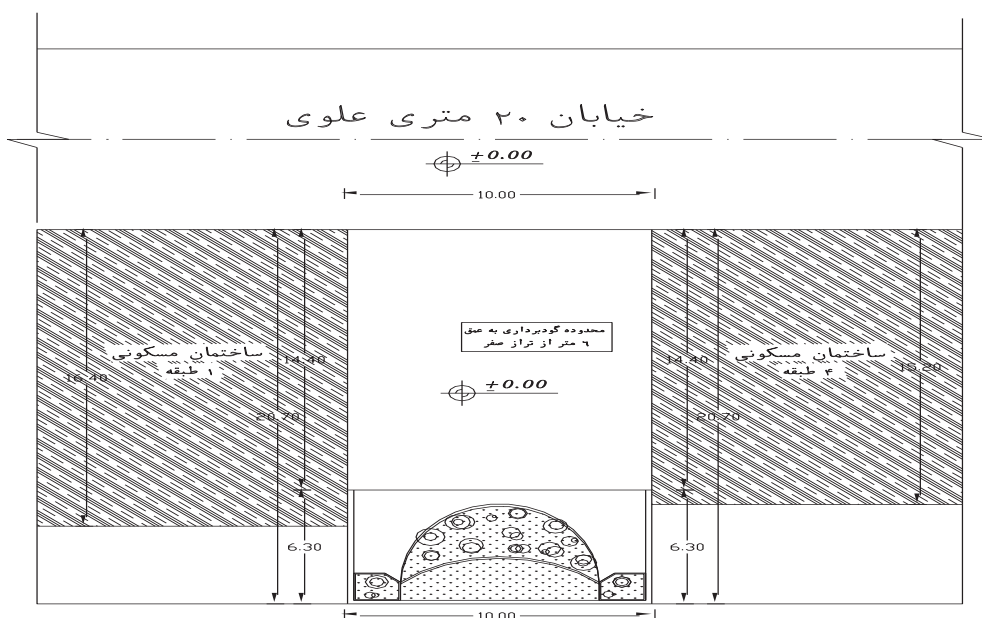 خیابان ۲۰ متری علوی
±0.00
10.00
محدوده گودبرداری به عمق
٦ متر از تراز صفر
ساختمان مسکونی
۱ طبقه
16.40
14.40
20.70
±0.00
14.40
20.70
ساختمان مسکونی
۴ طبقه
15.20
6.30
6.30
10.00